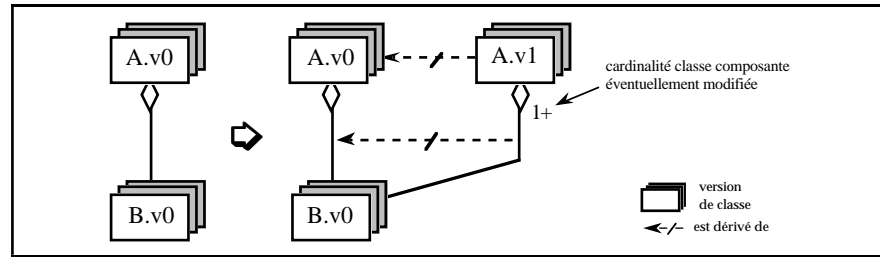 A.v0
A.v0
A.v1
cardinalité classe composante
éventuellement modifiée
1+
B.v0
B.v0
version
de classe
est dérivé de